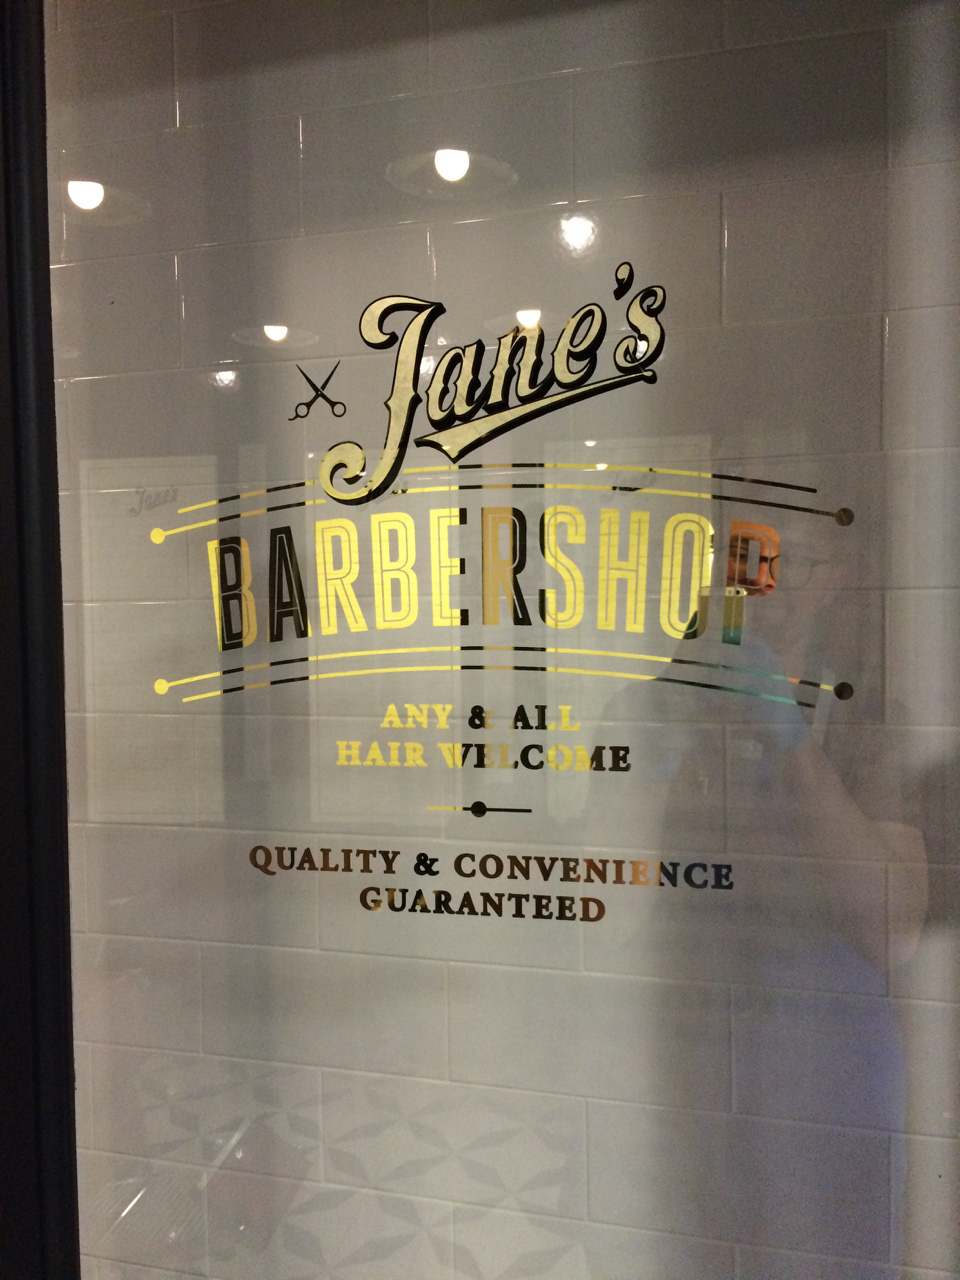 Jane's
BARBERSHOP
ANY & ALL
HAIR WELCOME
QUALITY & CONVENIENCE
GUARANTEED